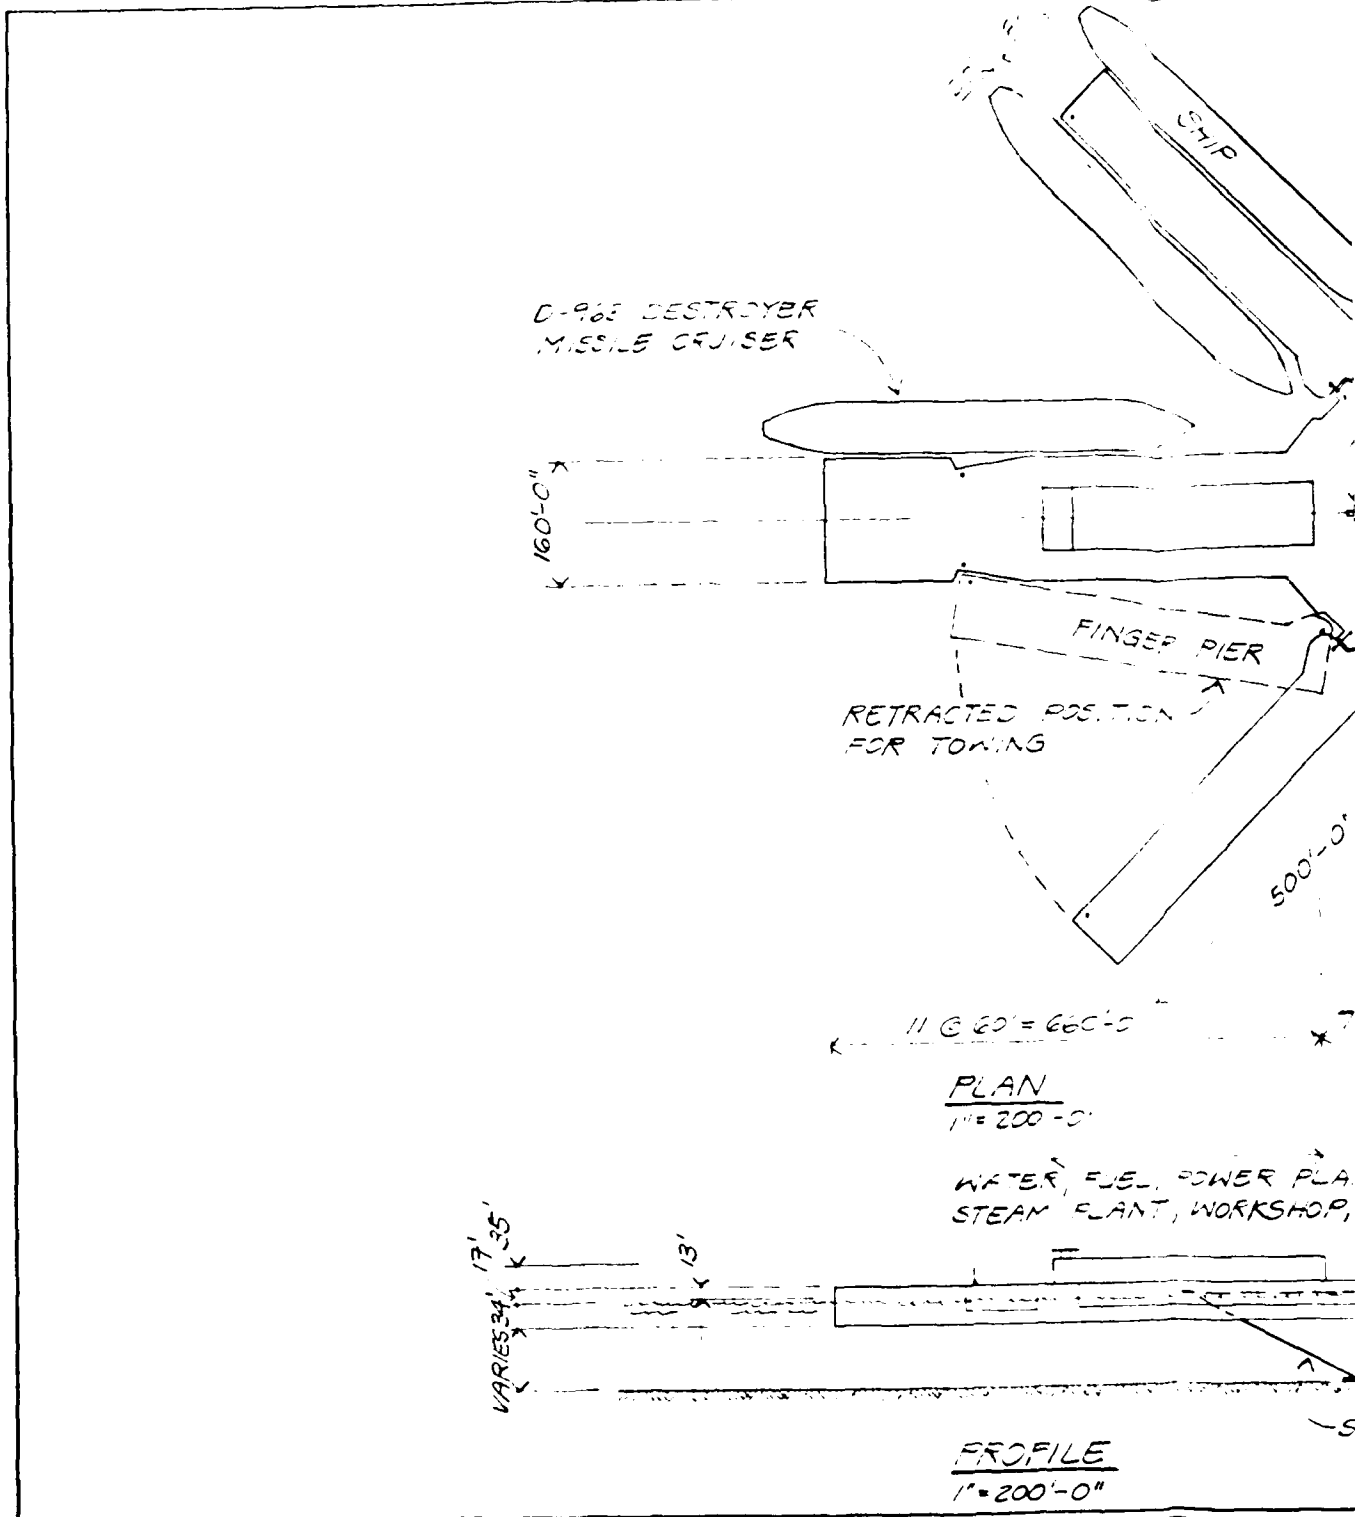 SHIP
D-963 DESTROYER
MISSILE CRUISER
160'-0"
FINGER PIER
RETRACTED POSITION
FOR TOWING
500'-0"
11 @ 60' = 660'-0
7
PLAN
1" = 200'-0"
WATER, FUEL, POWER PLA
STEAM PLANT, WORKSHOP,
35'
17'
13'
34'
VARIES
S
PROFILE
1" = 200'-0"